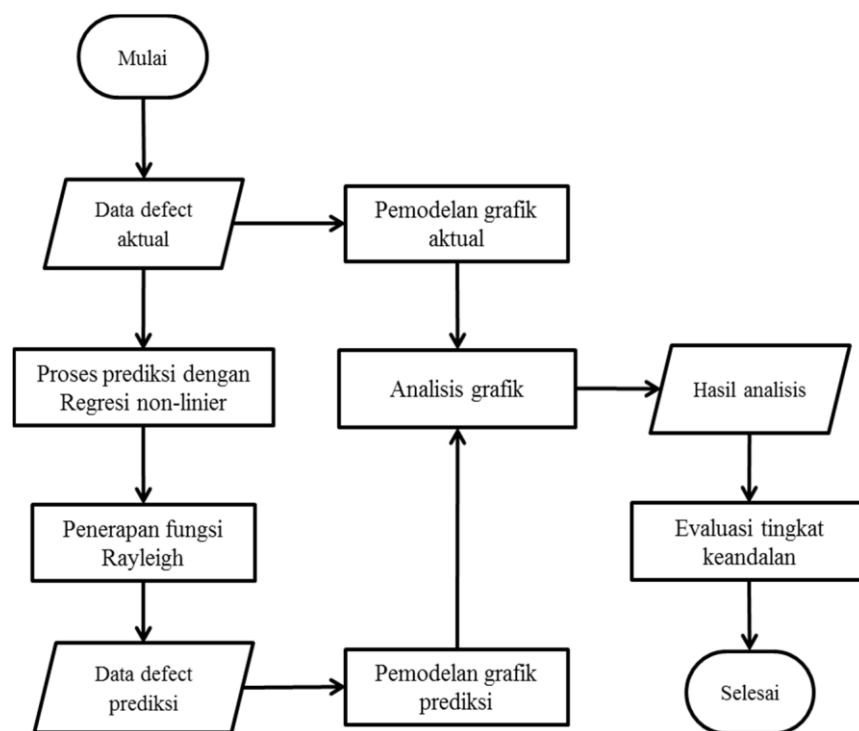 Mulai
Data defect
aktual
Pemodelan grafik
aktual
Proses prediksi dengan
Regresi non-linier
Analisis grafik
Hasil analisis
Penerapan fungsi
Rayleigh
Evaluasi tingkat
keandalan
Data defect
prediksi
Pemodelan grafik
prediksi
Selesai